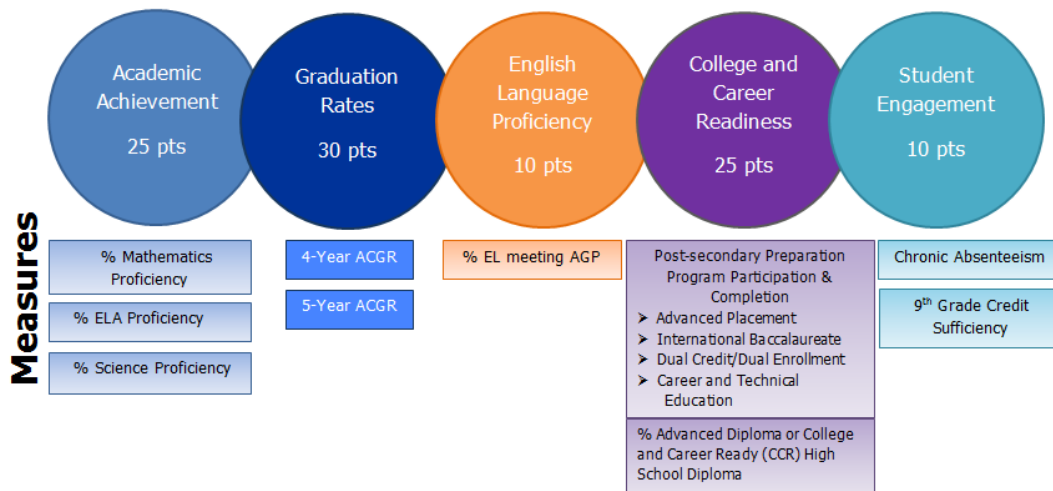 Academic
Achievement
25 pts
Graduation
Rates
30 pts
English
Language
Proficiency
10 pts
College and
Career
Readiness
25 pts
Student
Engagement
10 pts
Measures
% Mathematics
Proficiency
% ELA Proficiency
% Science Proficiency
4-Year ACGR
5-Year ACGR
% EL meeting AGP
Post-secondary Preparation
Program Participation &
Completion
➤ Advanced Placement
➤ International Baccalaureate
➤ Dual Credit/Dual Enrollment
➤ Career and Technical
Education
% Advanced Diploma or College
and Career Ready (CCR) High
School Diploma
Chronic Absenteeism
9th Grade Credit
Sufficiency